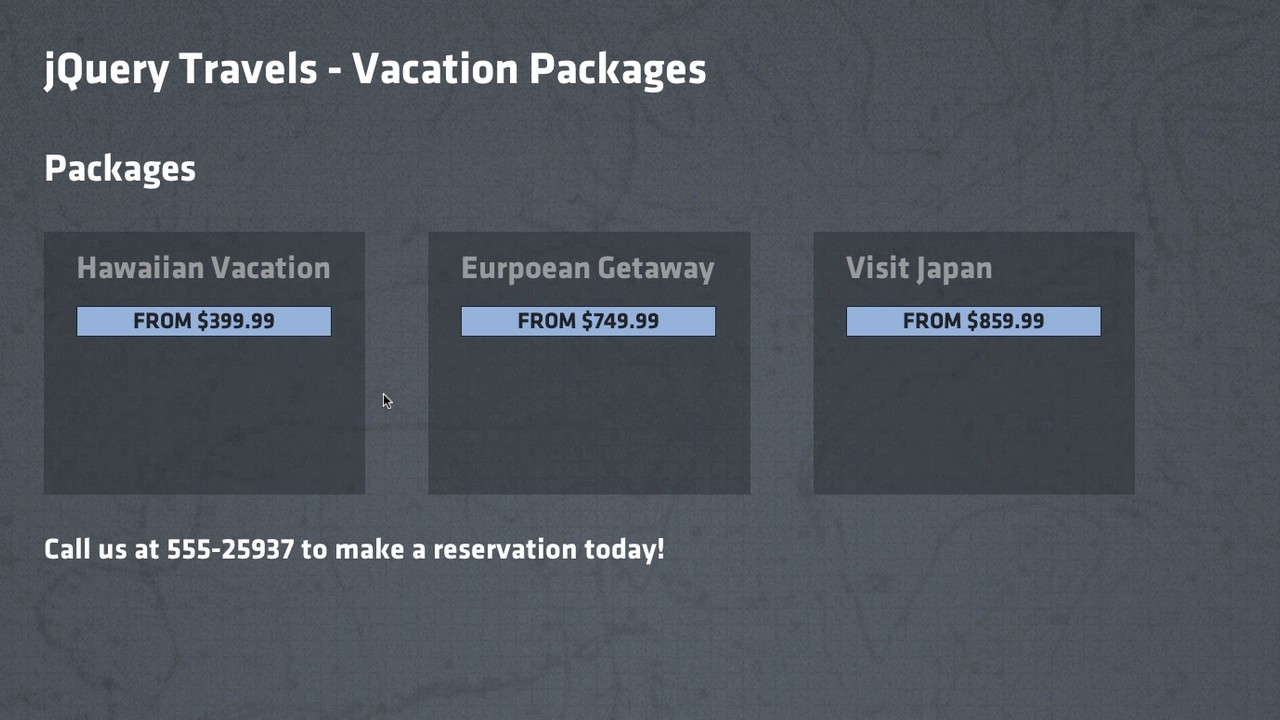 jQuery Travels - Vacation Packages
Packages
Hawaiian Vacation
FROM $399.99
Eurpoean Getaway
FROM $749.99
Visit Japan
FROM $859.99
Call us at 555-25937 to make a reservation today!